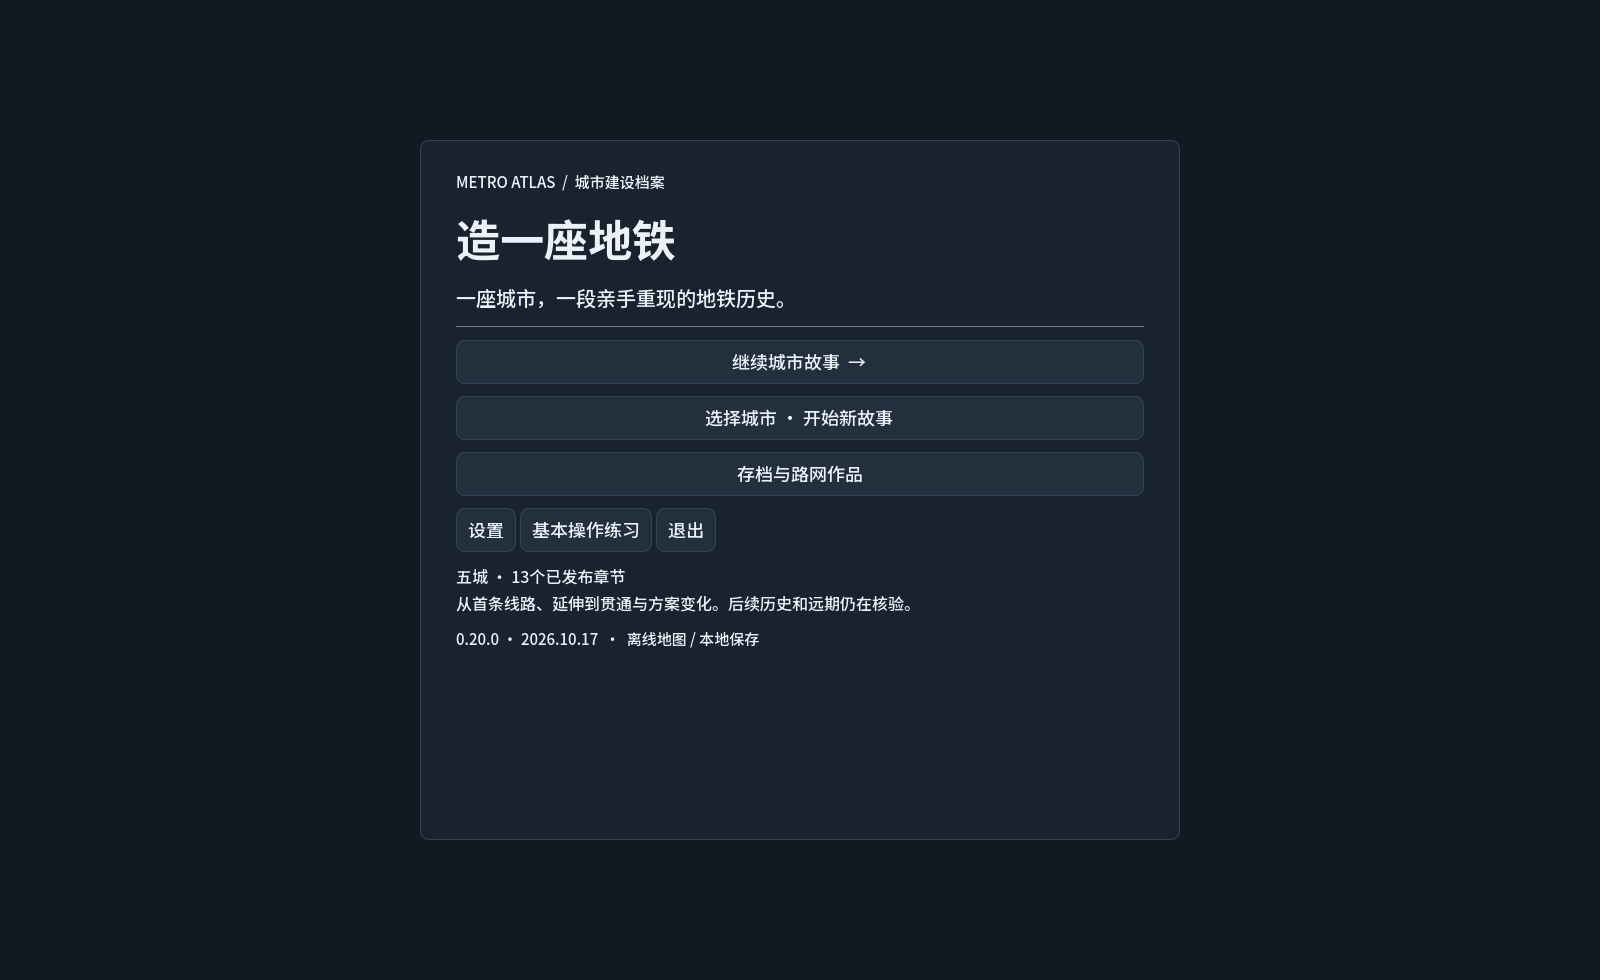 METRO ATLAS / 城市建设档案
造一座地铁
一座城市，一段亲手重现的地铁历史。
继续城市故事 →
选择城市 · 开始新故事
存档与路网作品
设置 基本操作练习 退出
五城 · 13个已发布章节
从首条线路、延伸到贯通与方案变化。后续历史和远期仍在核验。
0.20.0 · 2026.10.17 · 离线地图 / 本地保存